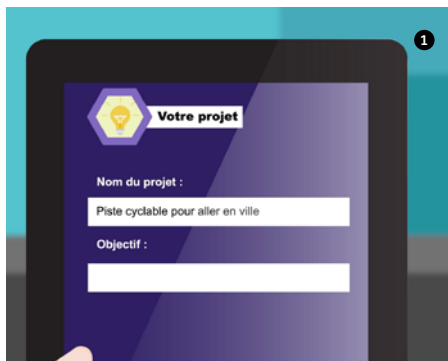 1
Votre projet
Nom du projet :
Piste cyclable pour aller en ville
Objectif :